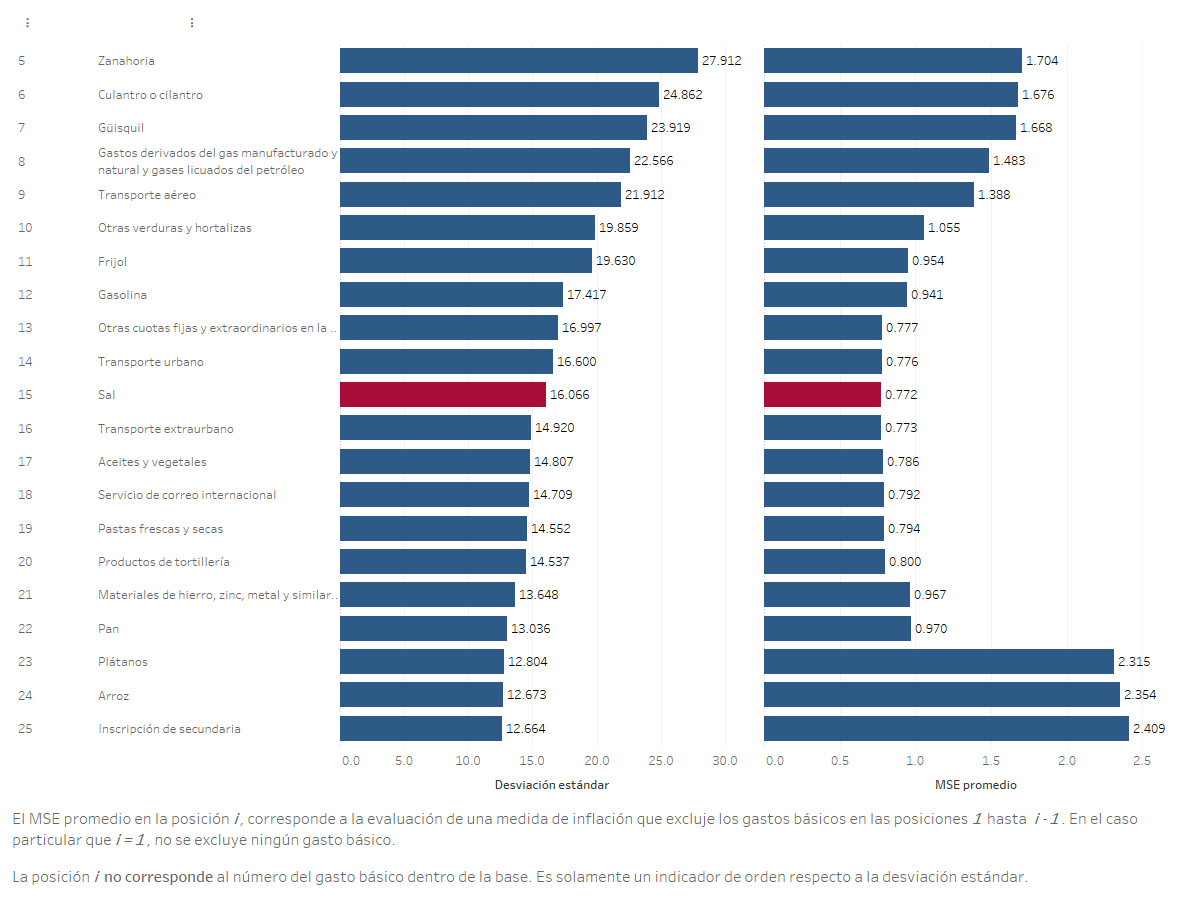 5 Zanahoria 27.912 1.704
6 Culantro o cilantro 24.862 1.676
7 Güisquil 23.919 1.668
8 Gastos derivados del gas manufacturado y
natural y gases licuados del petróleo 22.566 1.483
9 Transporte aéreo 21.912 1.388
10 Otras verduras y hortalizas 19.859 1.055
11 Frijol 19.630 0.954
12 Gasolina 17.417 0.941
13 Otras cuotas fijas y extraordinarios en la .. 16.997 0.777
14 Transporte urbano 16.600 0.776
15 Sal 16.066 0.772
16 Transporte extraurbano 14.920 0.773
17 Aceites y vegetales 14.807 0.786
18 Servicio de correo internacional 14.709 0.792
19 Pastas frescas y secas 14.552 0.794
20 Productos de tortillería 14.537 0.800
21 Materiales de hierro, zinc, metal y similar.. 13.648 0.967
22 Pan 13.036 0.970
23 Plátanos 12.804 2.315
24 Arroz 12.673 2.354
25 Inscripción de secundaria 12.664 2.409
0.0 5.0 10.0 15.0 20.0 25.0 30.0 0.0 0.5 1.0 1.5 2.0 2.5
Desviación estándar MSE promedio
El MSE promedio en la posición i, corresponde a la evaluación de una medida de inflación que excluje los gastos básicos en las posiciones 1 hasta i - 1. En el caso
particular que i = 1, no se excluye ningún gasto básico.
La posición i no corresponde al número del gasto básico dentro de la base. Es solamente un indicador de orden respecto a la desviación estándar.